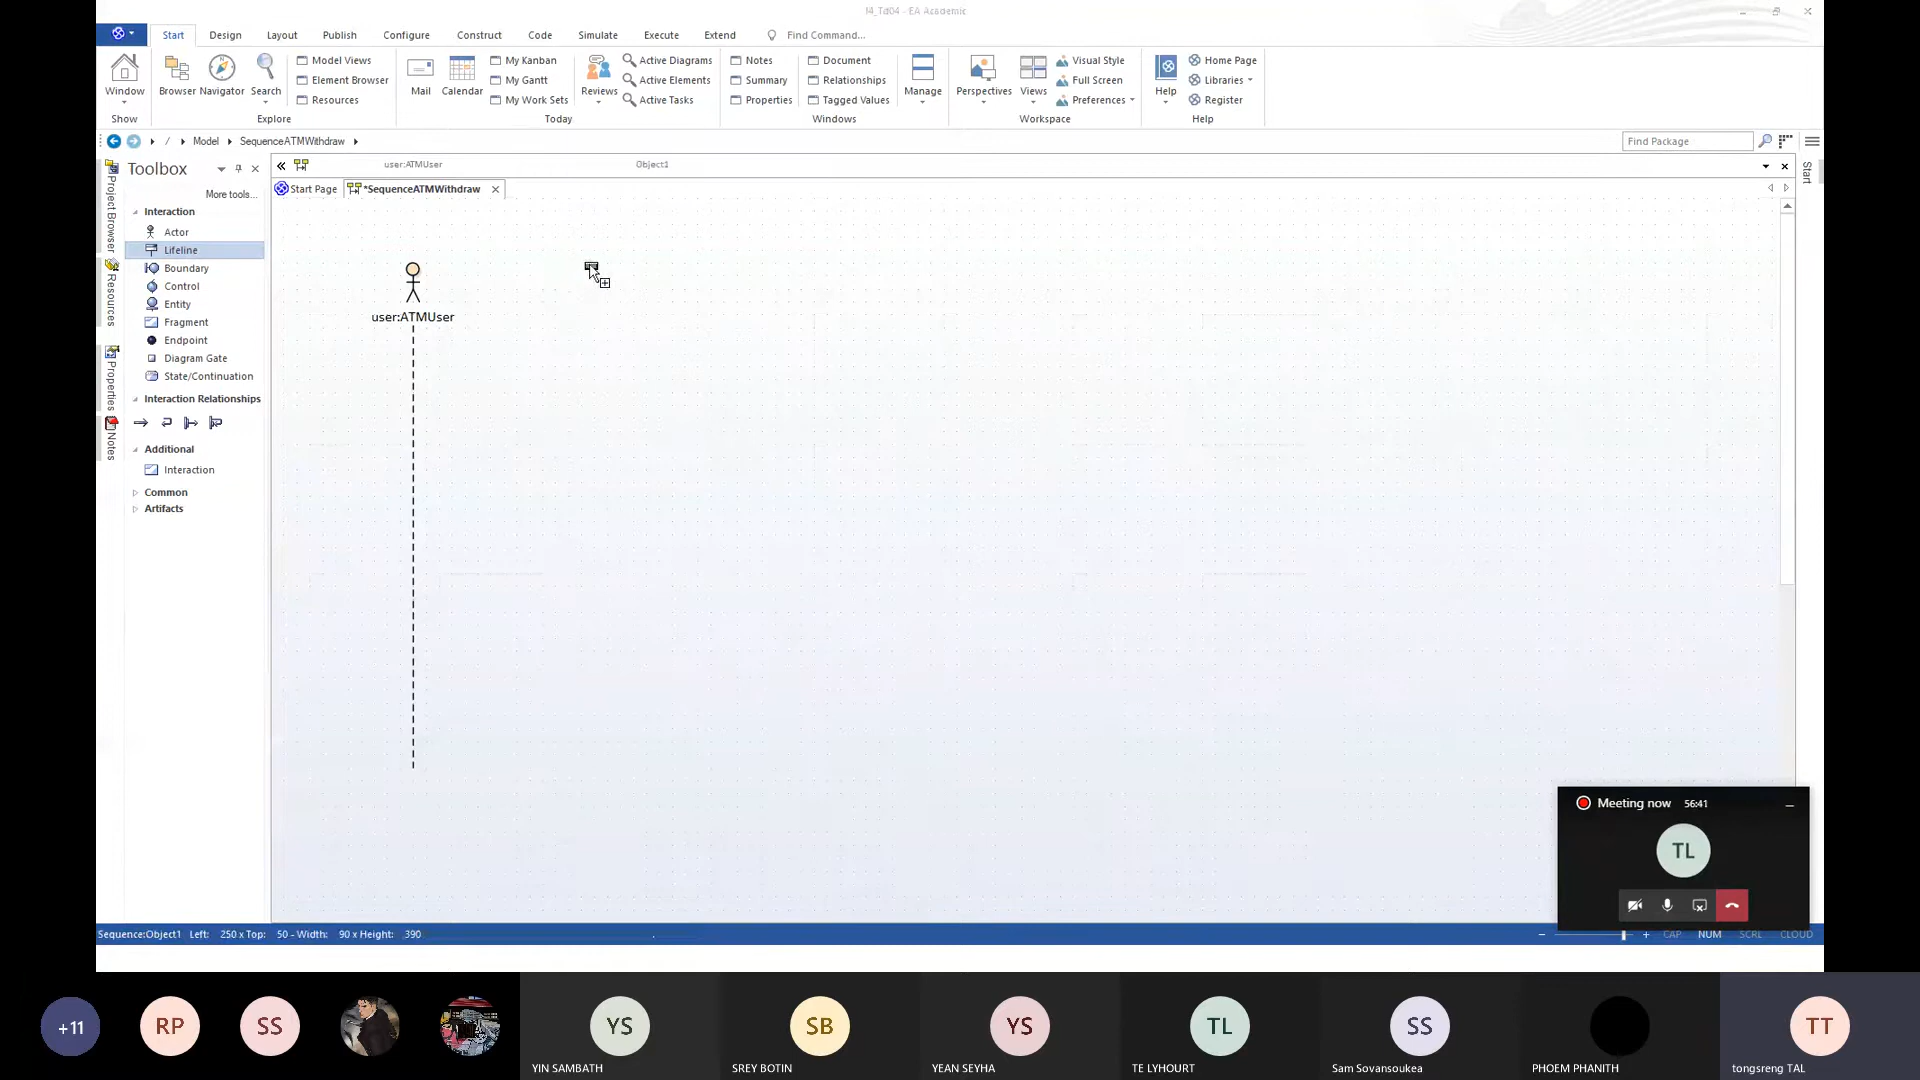 I4_Td04 - EA Academic
Start Design Layout Publish Configure Construct Code Simulate Execute Extend Find Command...
Window
Show
Browser Navigator Search
Model Views
Element Browser
Resources
Explore
Mail Calendar
My Kanban
My Gantt
My Work Sets
Reviews
Active Diagrams
Active Elements
Active Tasks
Today
Notes
Summary
Properties
Document
Relationships
Tagged Values
Windows
Manage
Perspectives Views
Visual Style
Full Screen
Preferences
Workspace
Help
Home Page
Libraries
Register
Help
/ Model SequenceATMWithdraw
Find Package
Project Browser
Resources
Properties
Notes
Toolbox
More tools...
Interaction
Actor
Lifeline
Boundary
Control
Entity
Fragment
Endpoint
Diagram Gate
State/Continuation
Interaction Relationships
Additional
Interaction
Common
Artifacts
user:ATMUser Object1
Start Page *SequenceATMWithdraw
user:ATMUser
Start
Meeting now 56:41
TL
Sequence:Object1 Left: 250 x Top: 50 - Width: 90 x Height: 390
CAP NUM SCRL CLOUD
+11 RP SS YS SB YS TL SS TT
YIN SAMBATH SREY BOTIN YEAN SEYHA TE LYHOURT Sam Sovansoukea PHOEM PHANITH tongsreng TAL